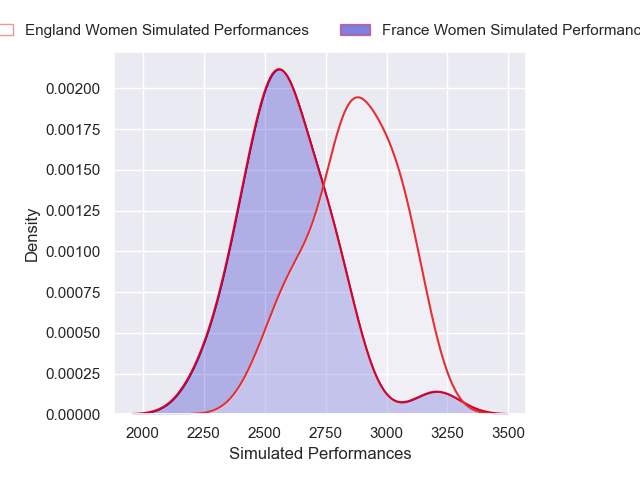 England Women Simulated Performances
France Women Simulated Performanc
0.00200
0.00175
0.00150
0.00125
0.00100
0.00075
0.00050
0.00025
0.00000
Density
2000 2250 2500 2750 3000 3250 3500
Simulated Performances